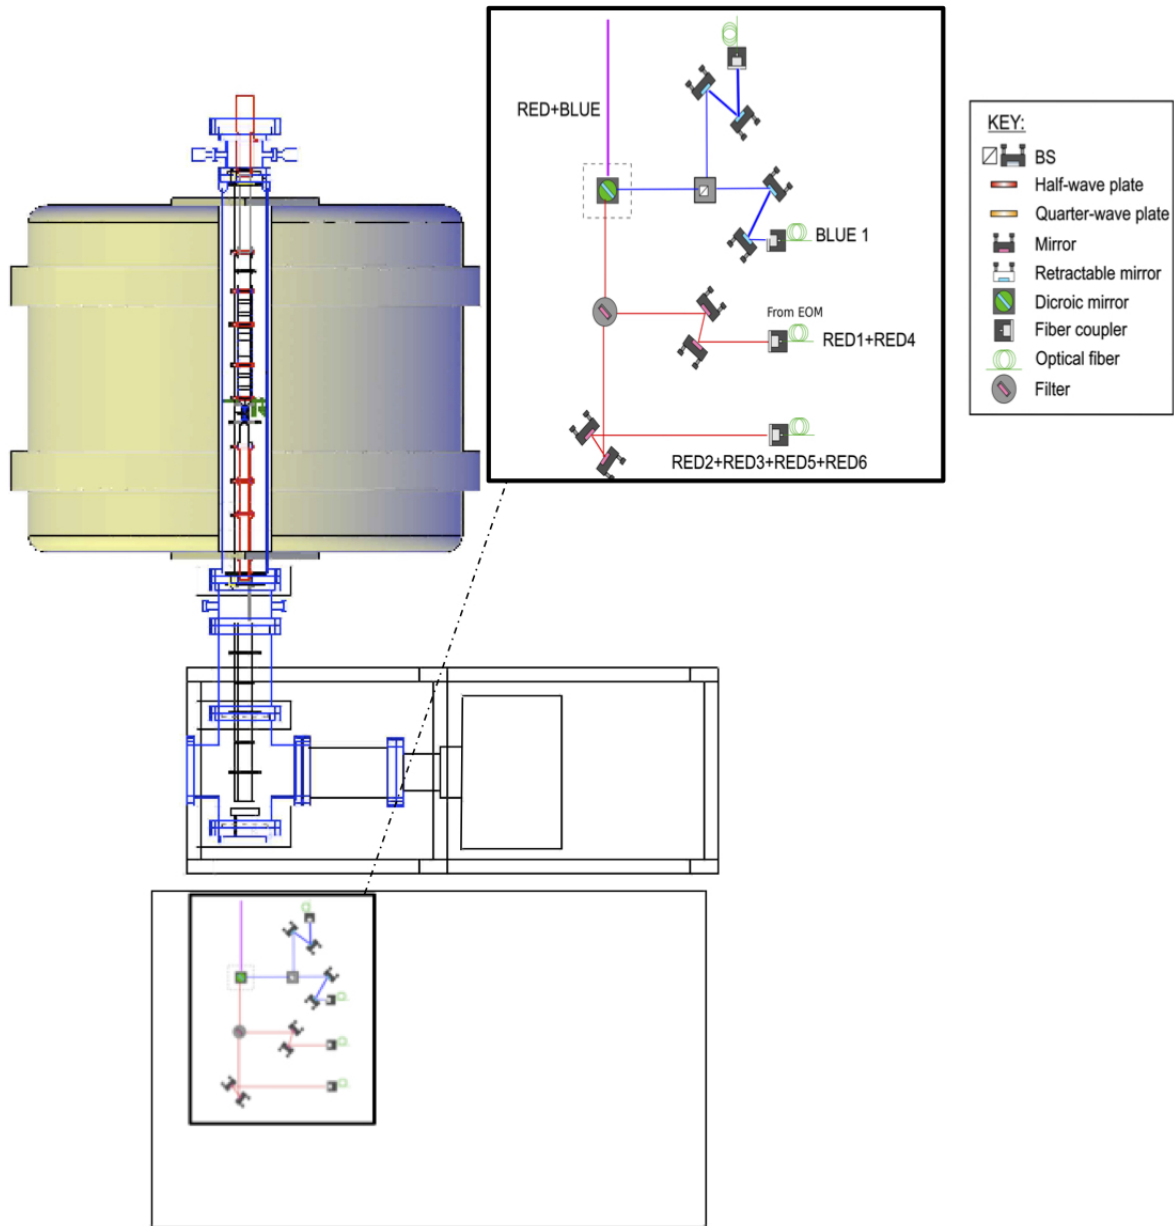 RED+BLUE
BLUE 1
From EOM
RED1+RED4
RED2+RED3+RED5+RED6
KEY:
BS
Half-wave plate
Quarter-wave plate
Mirror
Retractable mirror
Dicroic mirror
Fiber coupler
Optical fiber
Filter